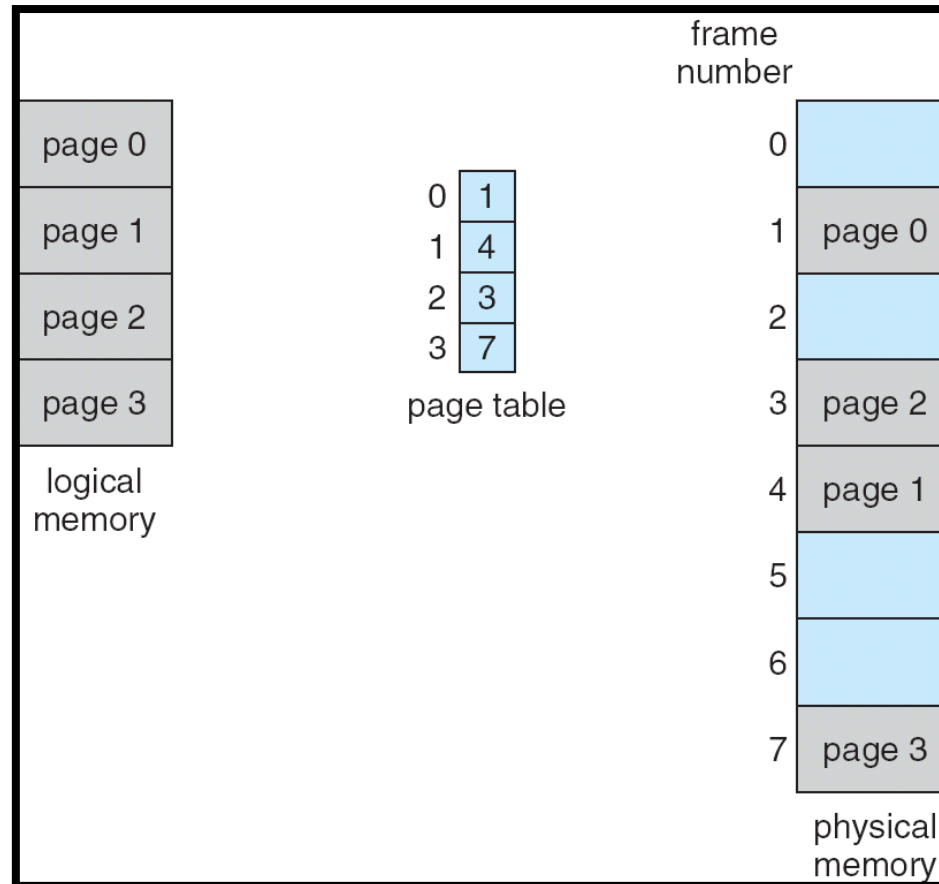 frame
number
page 0
page 1
page 2
page 3
logical
memory
0 1
1 4
2 3
3 7
page table
0
1 page 0
2
3 page 2
4 page 1
5
6
7 page 3
physical
memory